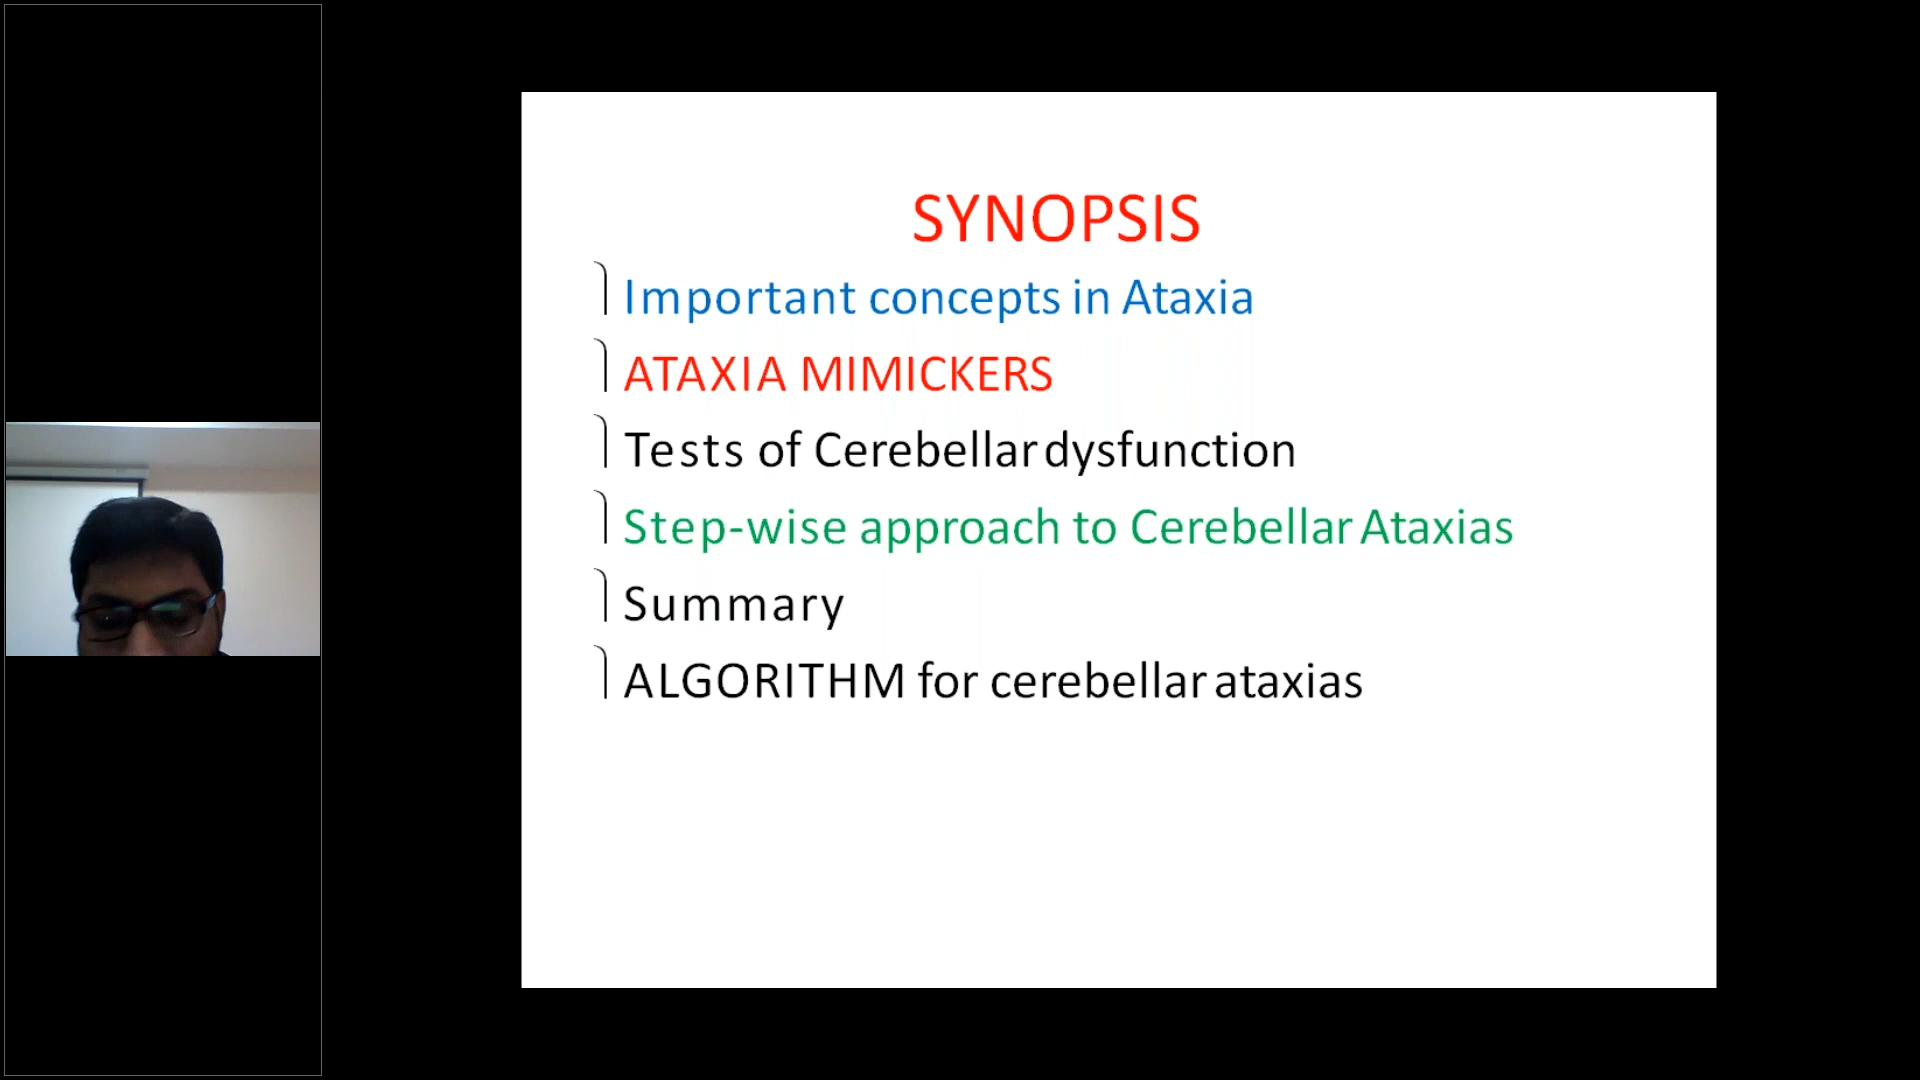 SYNOPSIS
Important concepts in Ataxia
ATAXIA MIMICKERS
Tests of Cerebellar dysfunction
Step-wise approach to Cerebellar Ataxias
Summary
ALGORITHM for cerebellar ataxias